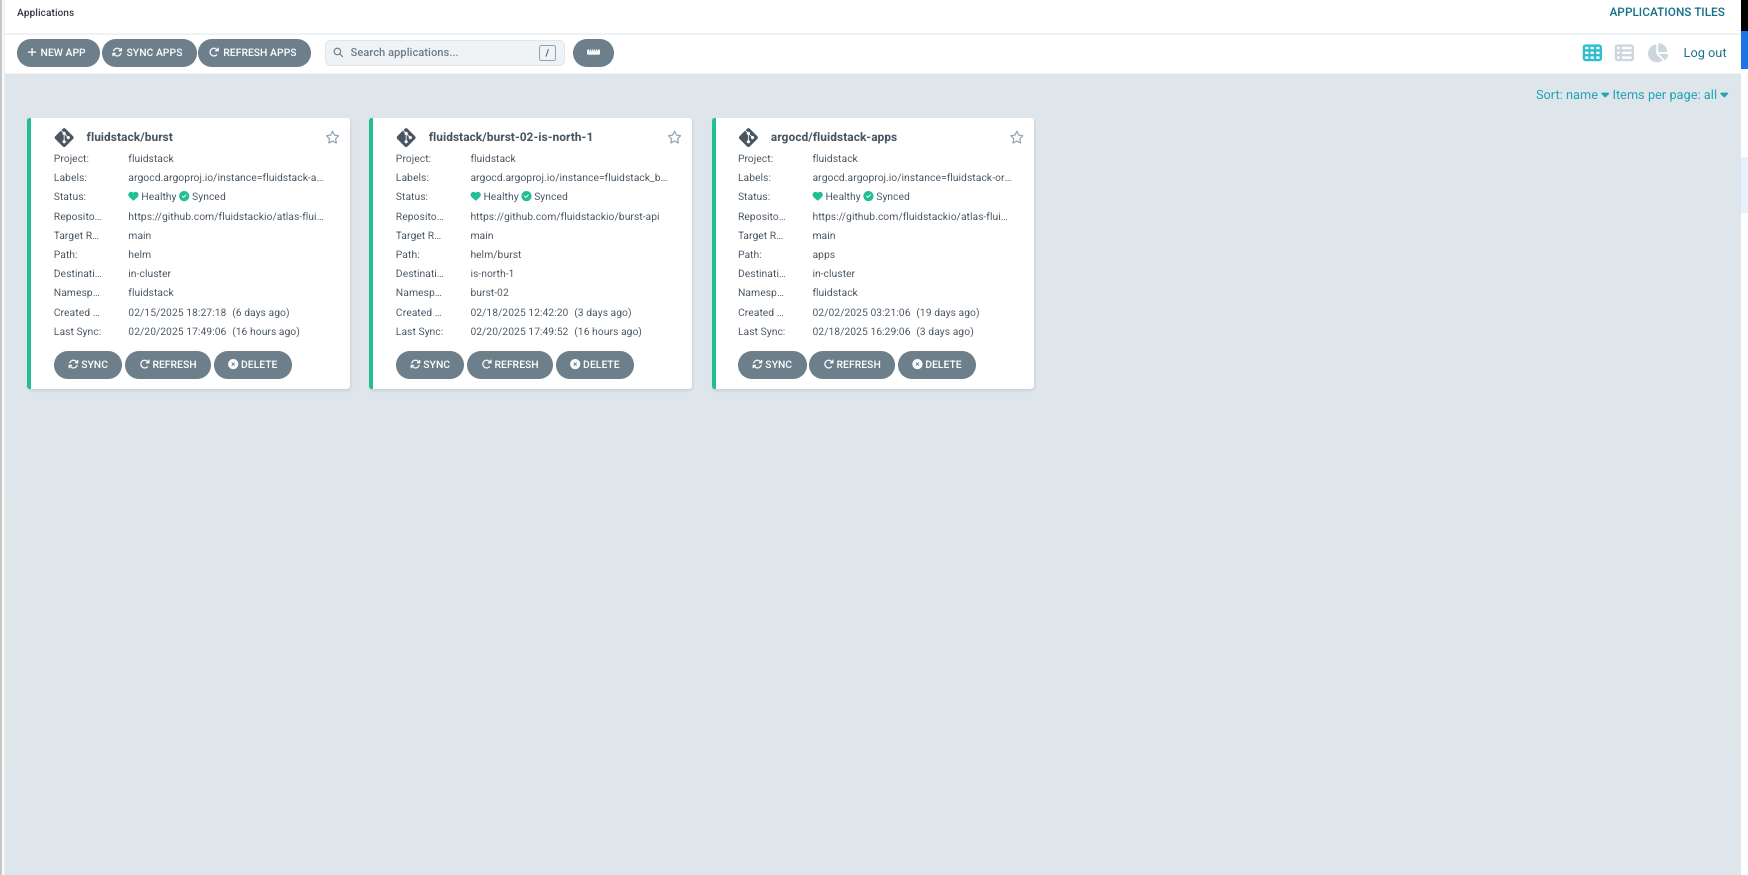 Applications
APPLICATIONS TILES
NEW APP
SYNC APPS
REFRESH APPS
Search applications...
/
Log out
Sort: name
Items per page: all
fluidstack/burst
Project: fluidstack
Labels: argocd.argoproj.io/instance=fluidstack-a...
Status: Healthy Synced
Reposito... https://github.com/fluidstackio/atlas-flui...
Target R... main
Path: helm
Destinati... in-cluster
Namesp... fluidstack
Created ... 02/15/2025 18:27:18 (6 days ago)
Last Sync: 02/20/2025 17:49:06 (16 hours ago)
SYNC
REFRESH
DELETE
fluidstack/burst-02-is-north-1
Project: fluidstack
Labels: argocd.argoproj.io/instance=fluidstack_b...
Status: Healthy Synced
Reposito... https://github.com/fluidstackio/burst-api
Target R... main
Path: helm/burst
Destinati... is-north-1
Namesp... burst-02
Created ... 02/18/2025 12:42:20 (3 days ago)
Last Sync: 02/20/2025 17:49:52 (16 hours ago)
SYNC
REFRESH
DELETE
argocd/fluidstack-apps
Project: fluidstack
Labels: argocd.argoproj.io/instance=fluidstack-or...
Status: Healthy Synced
Reposito... https://github.com/fluidstackio/atlas-flui...
Target R... main
Path: apps
Destinati... in-cluster
Namesp... fluidstack
Created ... 02/02/2025 03:21:06 (19 days ago)
Last Sync: 02/18/2025 16:29:06 (3 days ago)
SYNC
REFRESH
DELETE